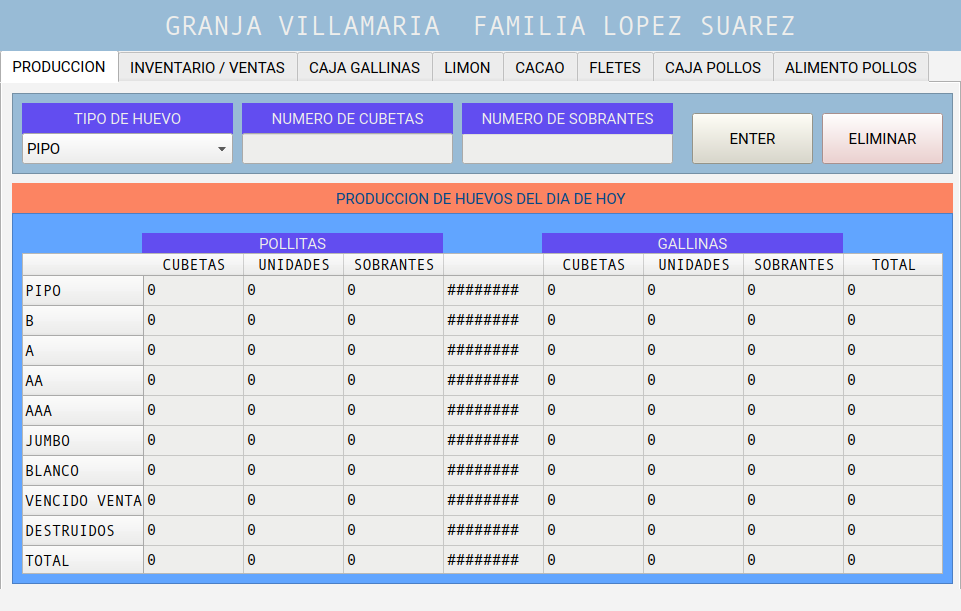 GRANJA VILLAMARIA  FAMILIA LOPEZ SUAREZ
PRODUCCION INVENTARIO / VENTAS CAJA GALLINAS LIMON CACAO FLETES CAJA POLLOS ALIMENTO POLLOS
TIPO DE HUEVO NUMERO DE CUBETAS NUMERO DE SOBRANTES
PIPO ENTER ELIMINAR
PRODUCCION DE HUEVOS DEL DIA DE HOY
POLLITAS GALLINAS
CUBETAS UNIDADES SOBRANTES CUBETAS UNIDADES SOBRANTES TOTAL
PIPO 0 0 0 ######## 0 0 0 0
B 0 0 0 ######## 0 0 0 0
A 0 0 0 ######## 0 0 0 0
AA 0 0 0 ######## 0 0 0 0
AAA 0 0 0 ######## 0 0 0 0
JUMBO 0 0 0 ######## 0 0 0 0
BLANCO 0 0 0 ######## 0 0 0 0
VENCIDO VENTA 0 0 0 ######## 0 0 0 0
DESTRUIDOS 0 0 0 ######## 0 0 0 0
TOTAL 0 0 0 ######## 0 0 0 0